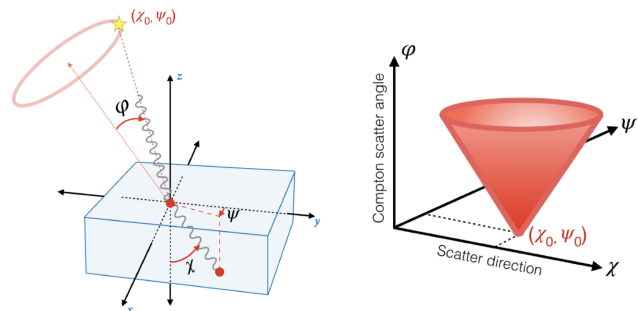 (χ₀, ψ₀)
φ
z
ψ
y
χ
x
φ
Compton scatter angle
ψ
(χ₀, ψ₀)
Scatter direction
χ